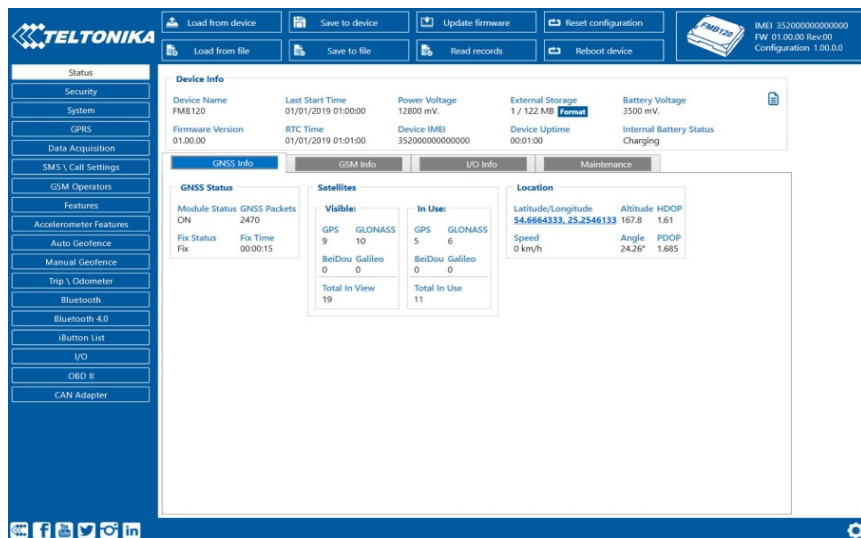 TELTONIKA
Load from device
Save to device
Update firmware
Reset configuration
Load from file
Save to file
Read records
Reboot device
FMB120
IMEI 352000000000000
FW 01.00.00 Rev:00
Configuration 1.00.0.0
Status
Security
System
GPRS
Data Acquisition
SMS \ Call Settings
GSM Operators
Features
Accelerometer Features
Auto Geofence
Manual Geofence
Trip \ Odometer
Bluetooth
Bluetooth 4.0
iButton List
I/O
OBD II
CAN Adapter
Device Info
Device Name Last Start Time Power Voltage External Storage Battery Voltage
FMB120 01/01/2019 01:00:00 12800 mV. 1 / 122 MB Format 3500 mV.
Firmware Version RTC Time Device IMEI Device Uptime Internal Battery Status
01.00.00 01/01/2019 01:01:00 352000000000000 00:01:00 Charging
GNSS Info GSM Info I/O Info Maintenance
GNSS Status
Module Status GNSS Packets
ON 2470
Fix Status Fix Time
Fix 00:00:15
Satellites
Visible:
GPS GLONASS
9 10
BeiDou Galileo
0 0
Total In View
19
In Use:
GPS GLONASS
5 6
BeiDou Galileo
0 0
Total In Use
11
Location
Latitude/Longitude Altitude HDOP
54.6664333, 25.2546133 167.8 1.61
Speed Angle PDOP
0 km/h 24.26° 1.685